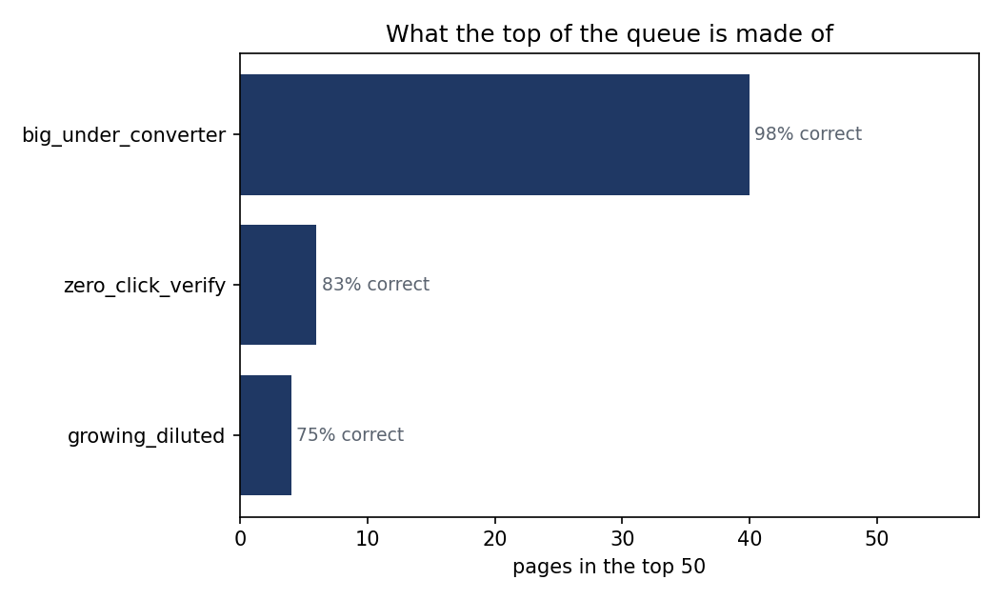 What the top of the queue is made of
big_under_converter
98% correct
zero_click_verify
83% correct
growing_diluted
75% correct
0 10 20 30 40 50
pages in the top 50